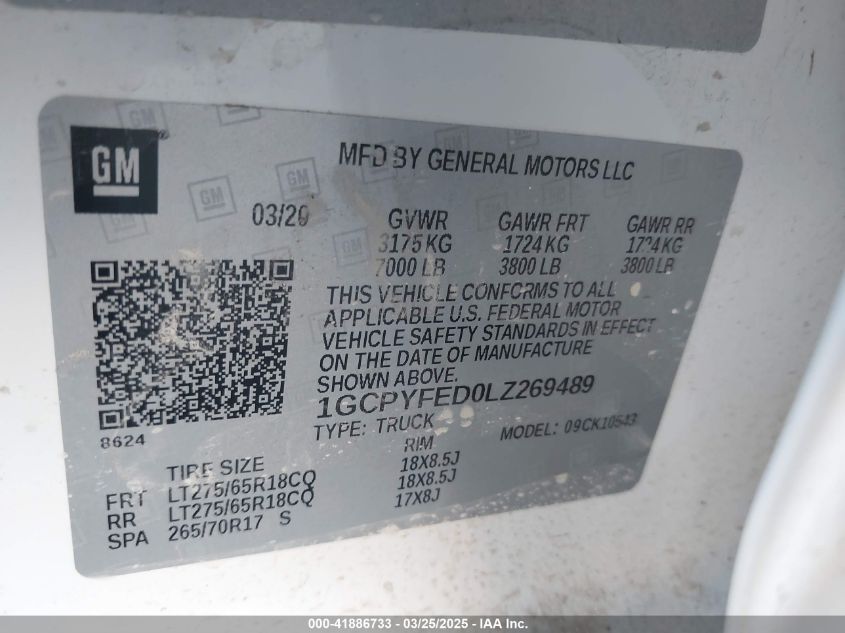 GM
MFD BY GENERAL MOTORS LLC
03/20
GVWR GAWR FRT GAWR RR
3175KG 1724KG 1724KG
7000 LB 3800 LB 3800 LB
THIS VEHICLE CONFORMS TO ALL
APPLICABLE U.S. FEDERAL MOTOR
VEHICLE SAFETY STANDARDS IN EFFECT
ON THE DATE OF MANUFACTURE
SHOWN ABOVE.
1GCPYFED0LZ269489
TYPE: TRUCK MODEL: 09CK10543
8624
TIRE SIZE RIM
FRT LT275/65R18CQ 18X8.5J
RR LT275/65R18CQ 18X8.5J
SPA 265/70R17 S 17X8J
000-41886733 — 03/25/2025 — Copyright © 2025 IAA, Inc.